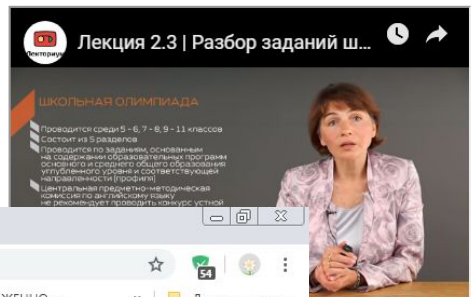 Лекториум
Лекция 2.3 | Разбор заданий ш...
ШКОЛЬНАЯ ОЛИМПИАДА
Проводится среди 5 - 6, 7 - 8, 9 - 11 классов
Состоит из 5 разделов
Проводится по заданиям, основанным
на содержании образовательных программ
основного и среднего общего образования
углубленного уровня и соответствующей
направленности (профиля)
Центральная предметно-методическая
комиссия по английскому языку
не рекомендует проводить конкурс устной
54